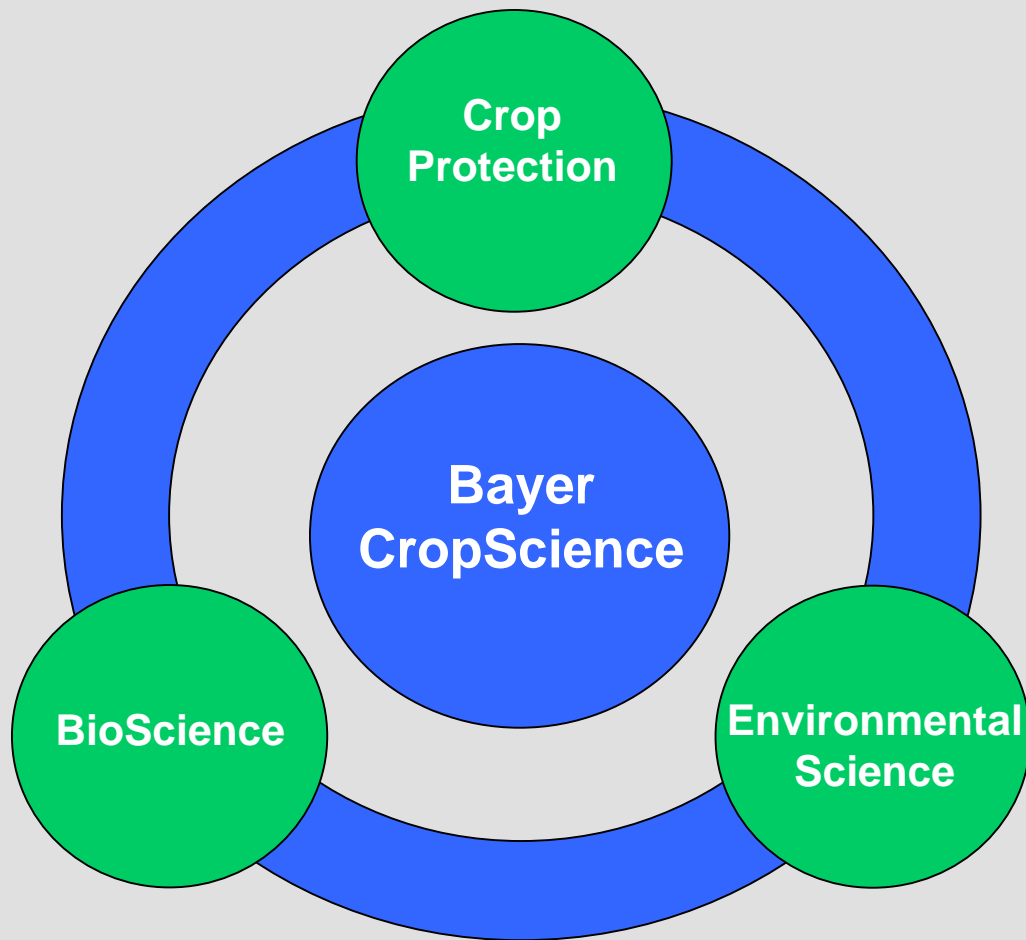 Crop
Protection
Bayer
CropScience
BioScience
Environmental
Science